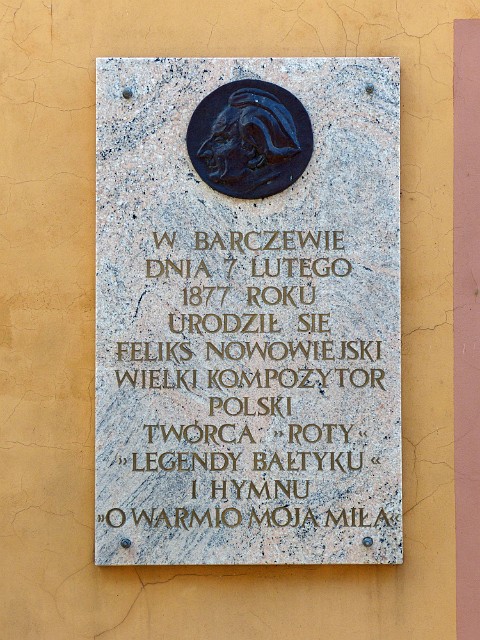 W BARCZEWIE
DNIA 7 LUTEGO
1877 ROKU
URODZIŁ SIĘ
FELIKS NOWOWIEJSKI
WIELKI KOMPOZYTOR
POLSKI
TWÓRCA »ROTY«
»LEGENDY BAŁTYKU«
I HYMNU
»O WARMIO MOJA MIŁA«